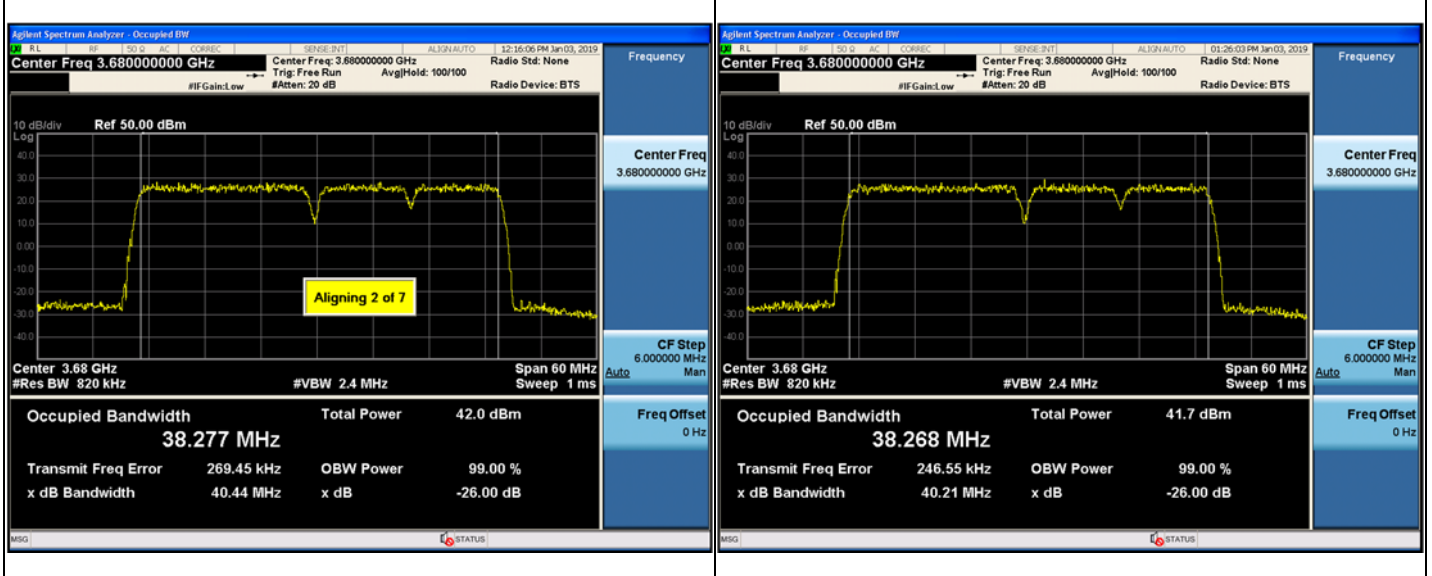 Agilent Spectrum Analyzer - Occupied BW
RL RF 50 Ω AC CORREC SENSE:INT ALIGN AUTO 12:16:06 PM Jan 03, 2019
Center Freq 3.680000000 GHz
Center Freq: 3.680000000 GHz
Radio Std: None
Trig: Free Run Avg|Hold: 100/100
#IFGain:Low #Atten: 20 dB
Radio Device: BTS
10 dB/div Ref 50.00 dBm
Log
40.0
30.0
20.0
10.0
0.00
-10.0
-20.0
-30.0
-40.0
Aligning 2 of 7
Center 3.68 GHz Span 60 MHz
#Res BW 820 kHz #VBW 2.4 MHz Sweep 1 ms
Occupied Bandwidth Total Power 42.0 dBm
38.277 MHz
Transmit Freq Error 269.45 kHz OBW Power 99.00 %
x dB Bandwidth 40.44 MHz x dB -26.00 dB
MSG STATUS
Frequency
Center Freq
3.680000000 GHz
CF Step
6.000000 MHz
Auto Man
Freq Offset
0 Hz
Agilent Spectrum Analyzer - Occupied BW
RL RF 50 Ω AC CORREC SENSE:INT ALIGN AUTO 01:26:03 PM Jan 03, 2019
Center Freq 3.680000000 GHz
Center Freq: 3.680000000 GHz
Radio Std: None
Trig: Free Run Avg|Hold: 100/100
#IFGain:Low #Atten: 20 dB
Radio Device: BTS
10 dB/div Ref 50.00 dBm
Log
40.0
30.0
20.0
10.0
0.00
-10.0
-20.0
-30.0
-40.0
Center 3.68 GHz Span 60 MHz
#Res BW 820 kHz #VBW 2.4 MHz Sweep 1 ms
Occupied Bandwidth Total Power 41.7 dBm
38.268 MHz
Transmit Freq Error 246.55 kHz OBW Power 99.00 %
x dB Bandwidth 40.21 MHz x dB -26.00 dB
MSG STATUS
Frequency
Center Freq
3.680000000 GHz
CF Step
6.000000 MHz
Auto Man
Freq Offset
0 Hz